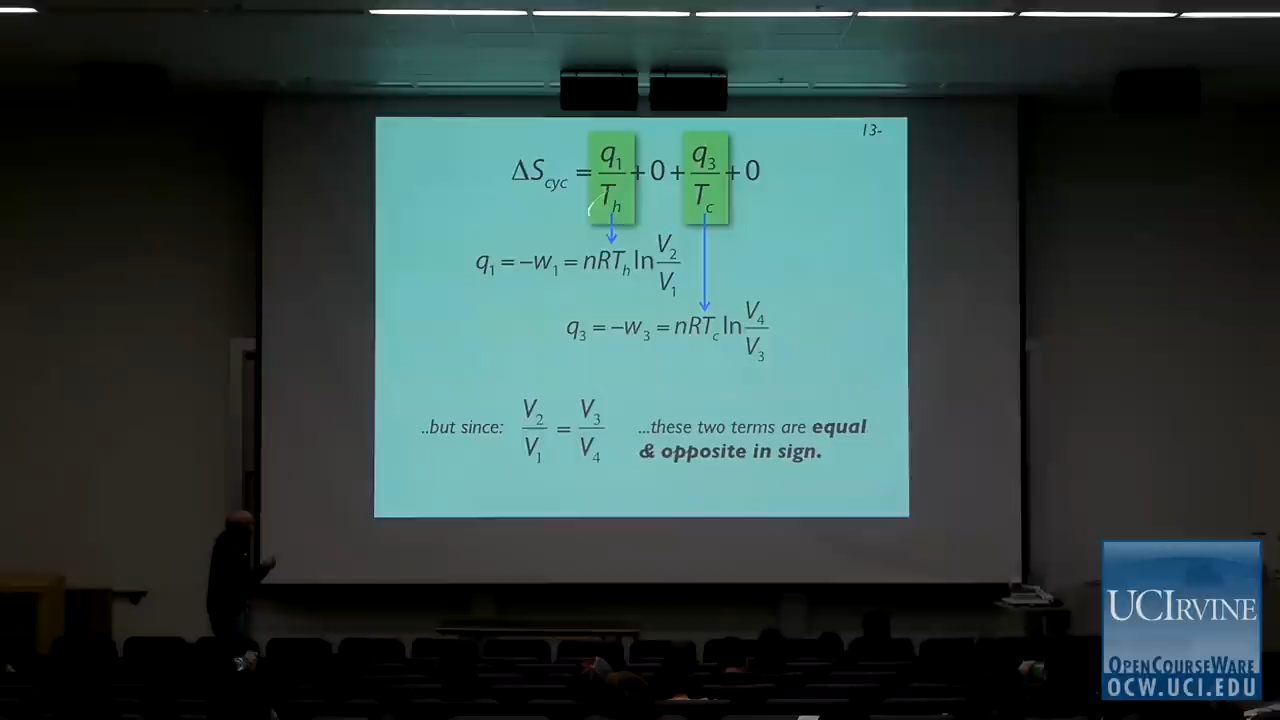 13-
ΔS_cyc = q₁/T_h + 0 + q₃/T_c + 0
q₁ = −w₁ = nRT_h ln V₂/V₁
q₃ = −w₃ = nRT_c ln V₄/V₃
..but since: V₂/V₁ = V₃/V₄ ...these two terms are equal
& opposite in sign.
UCIRVINE
OPENCOURSEWARE
OCW.UCI.EDU